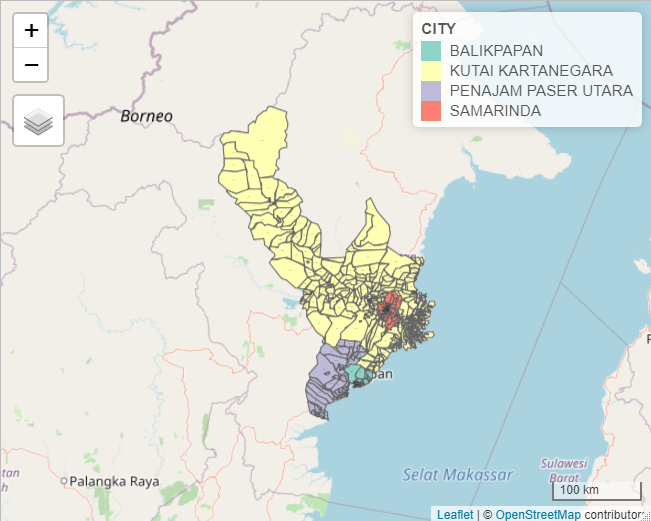 +
−
CITY
BALIKPAPAN
KUTAI KARTANEGARA
PENAJAM PASER UTARA
SAMARINDA
Borneo
pan
Selat Makassar
Sulawesi
Barat
tan
h
Palangka Raya
100 km
Leaflet | © OpenStreetMap contributors